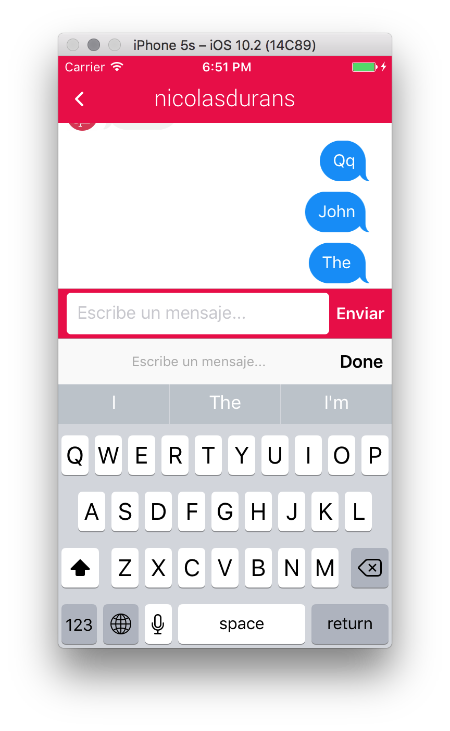 iPhone 5s – iOS 10.2 (14C89)
Carrier 6:51 PM
nicolasdurans
Qq
John
The
Escribe un mensaje... Enviar
Escribe un mensaje... Done
I The I'm
Q W E R T Y U I O P
A S D F G H J K L
Z X C V B N M
123 space return